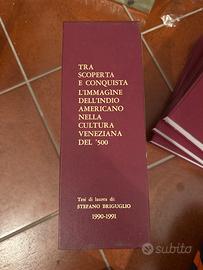 TRA
SCOPERTA
E CONQUISTA
L'IMMAGINE
DELL'INDIO
AMERICANO
NELLA
CULTURA
VENEZIANA
DEL '500
Tesi di laurea di:
STEFANO BRIGUGLIO
1990-1991
subito